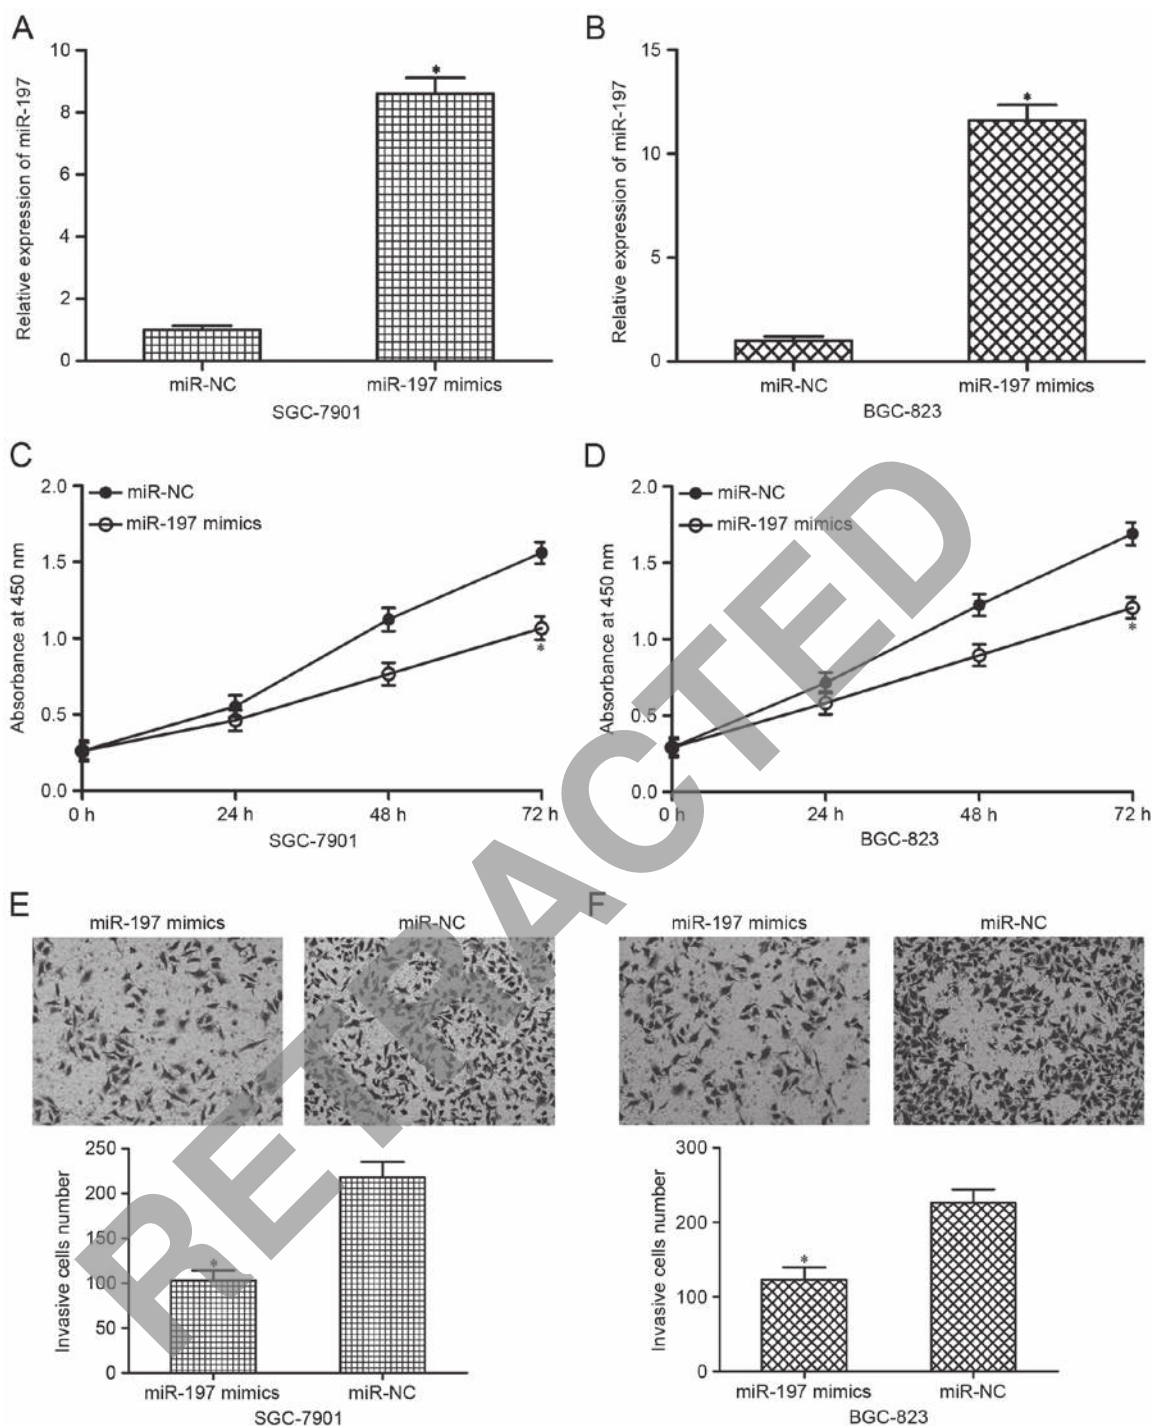 A
Relative expression of miR-197
10
8
6
4
2
0
*
miR-NC
miR-197 mimics
SGC-7901
B
Relative expression of miR-197
15
10
5
0
*
miR-NC
miR-197 mimics
BGC-823
C
Absorbance at 450 nm
2.0
1.5
1.0
0.5
0.0
miR-NC
miR-197 mimics
*
0 h
24 h
48 h
72 h
SGC-7901
D
Absorbance at 450 nm
2.0
1.5
1.0
0.5
0.0
miR-NC
miR-197 mimics
*
0 h
24 h
48 h
72 h
BGC-823
E
miR-197 mimics
miR-NC
Invasive cells number
250
200
150
100
50
0
*
miR-197 mimics
miR-NC
SGC-7901
F
miR-197 mimics
miR-NC
Invasive cells number
300
200
100
0
*
miR-197 mimics
miR-NC
BGC-823
RETRACTED